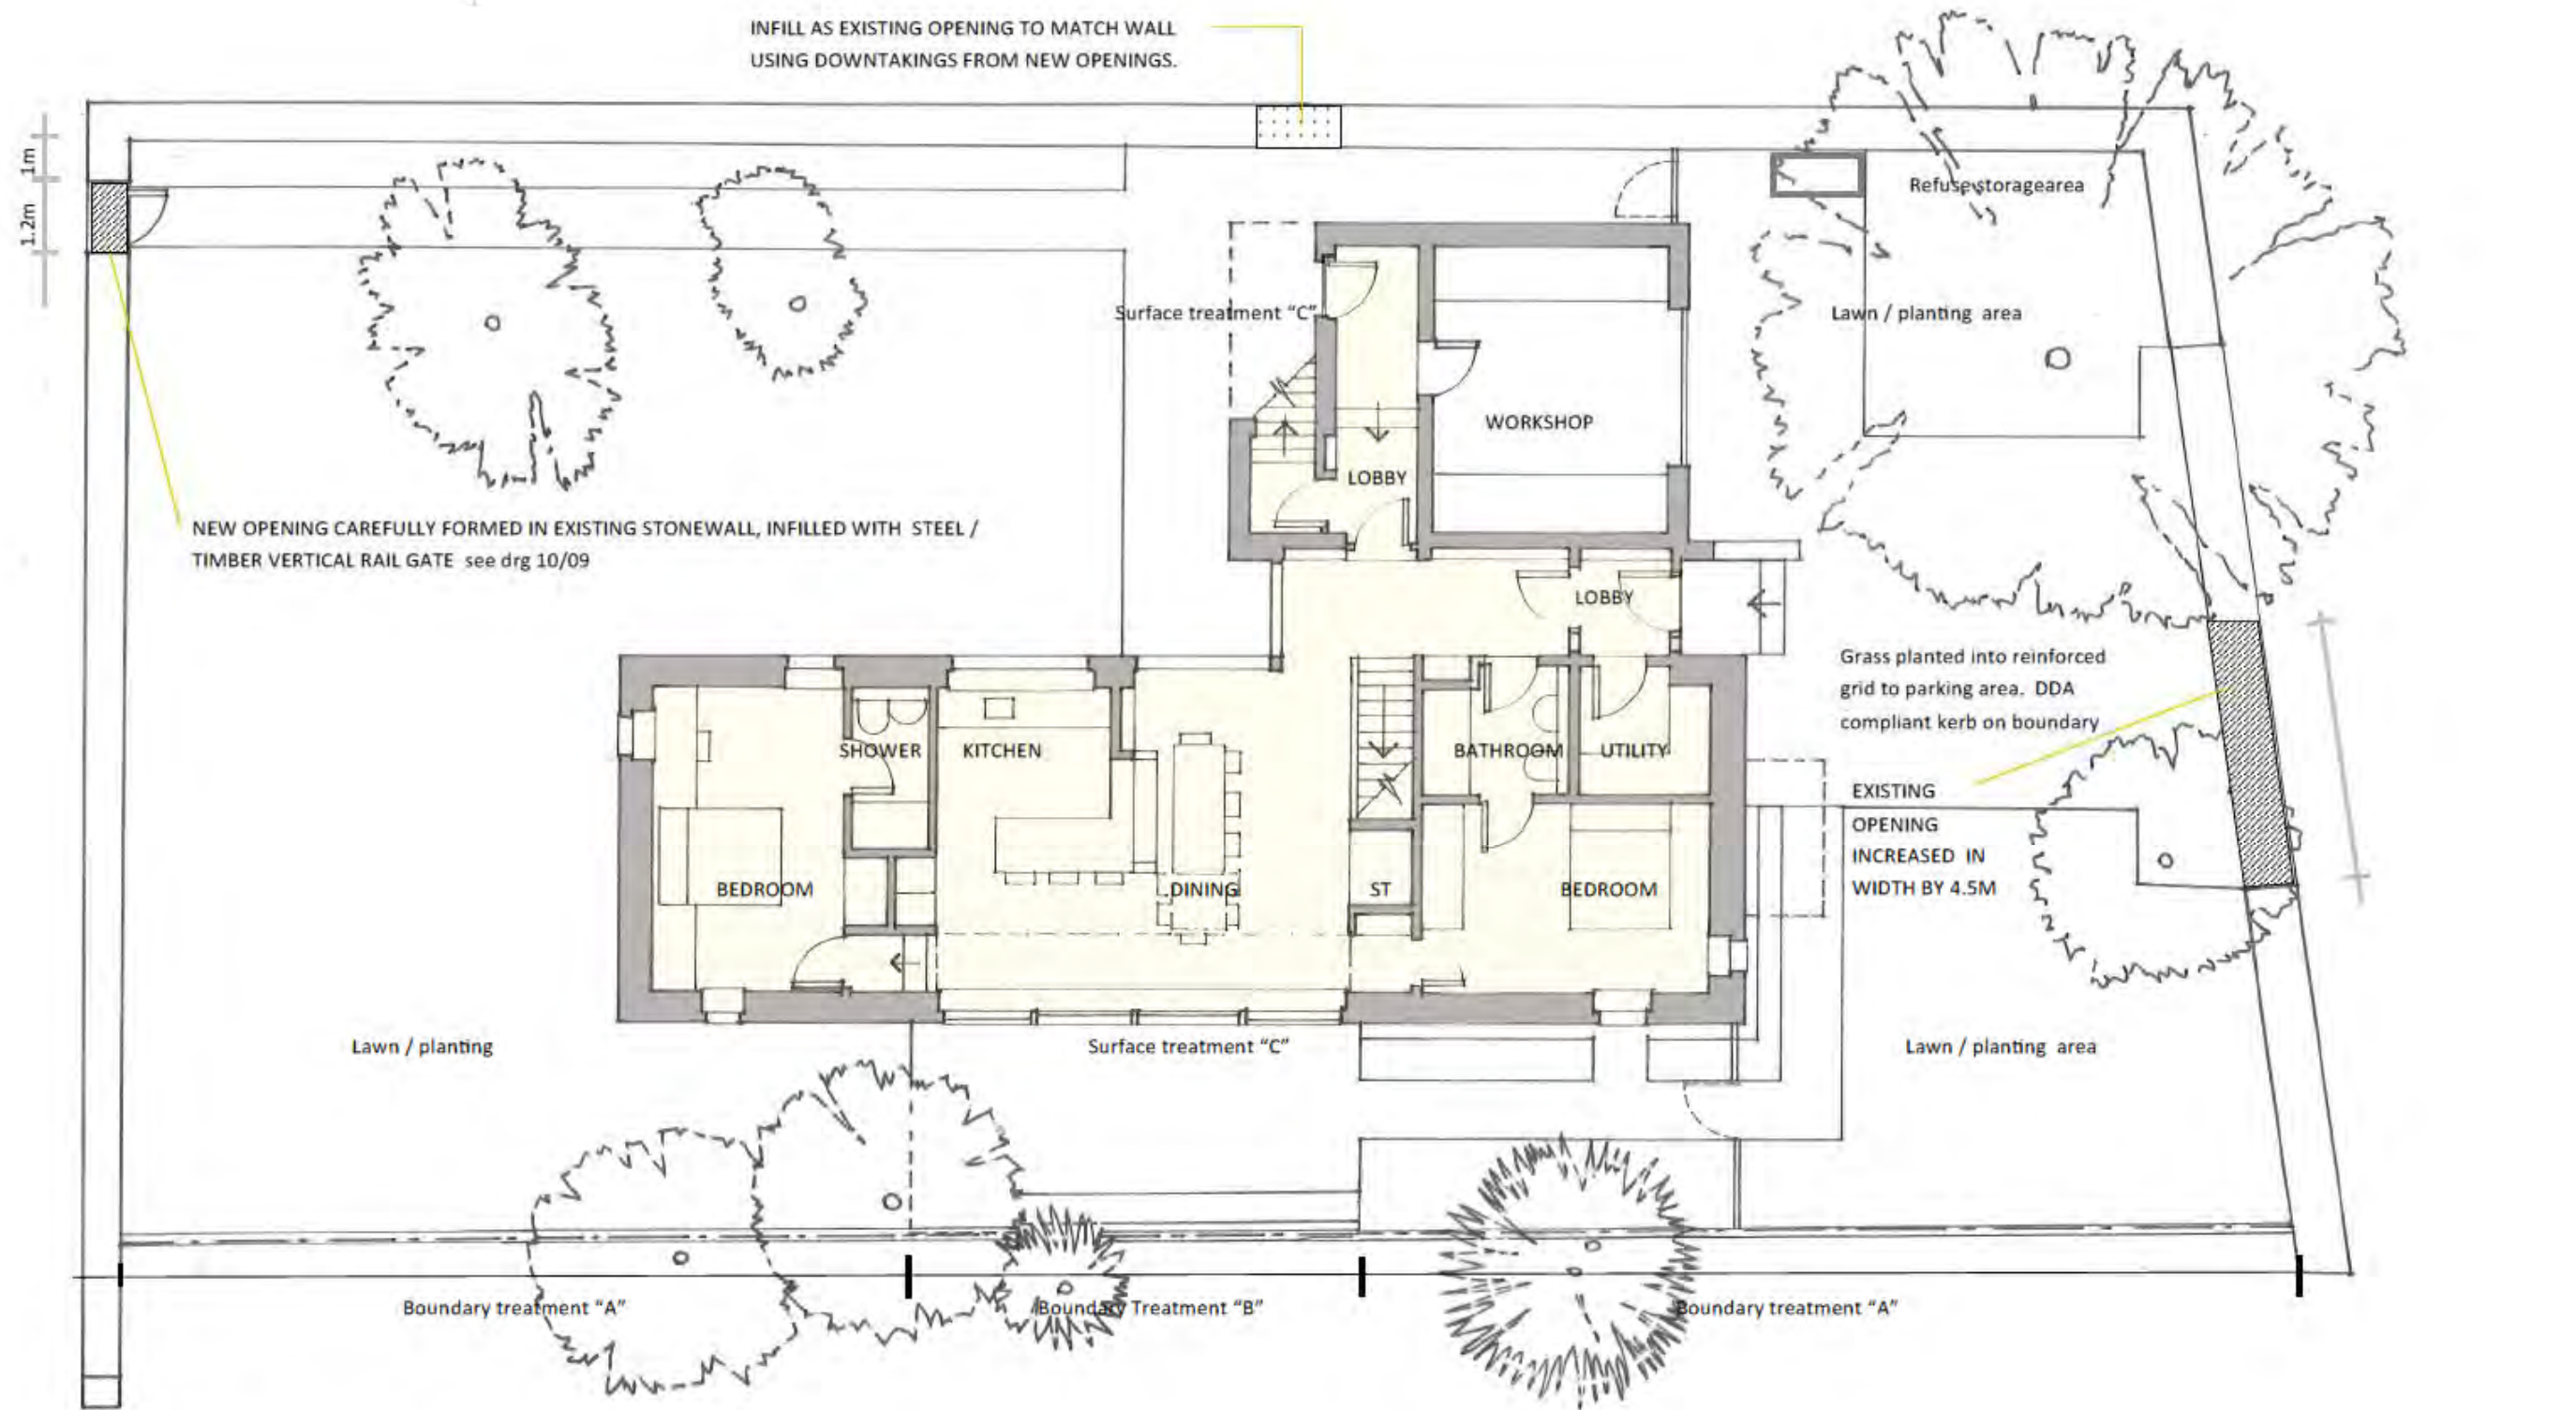 INFILL AS EXISTING OPENING TO MATCH WALL
USING DOWNTAKINGS FROM NEW OPENINGS.
1m
1.2m
Refuse storagearea
Surface treatment "C"
Lawn / planting area
WORKSHOP
LOBBY
NEW OPENING CAREFULLY FORMED IN EXISTING STONEWALL, INFILLED WITH STEEL /
TIMBER VERTICAL RAIL GATE see drg 10/09
LOBBY
Grass planted into reinforced
grid to parking area. DDA
compliant kerb on boundary
SHOWER
KITCHEN
BATHROOM
UTILITY
EXISTING
OPENING
INCREASED IN
WIDTH BY 4.5M
BEDROOM
DINING
ST
BEDROOM
Lawn / planting
Surface treatment "C"
Lawn / planting area
Boundary treatment "A"
Boundary Treatment "B"
Boundary treatment "A"